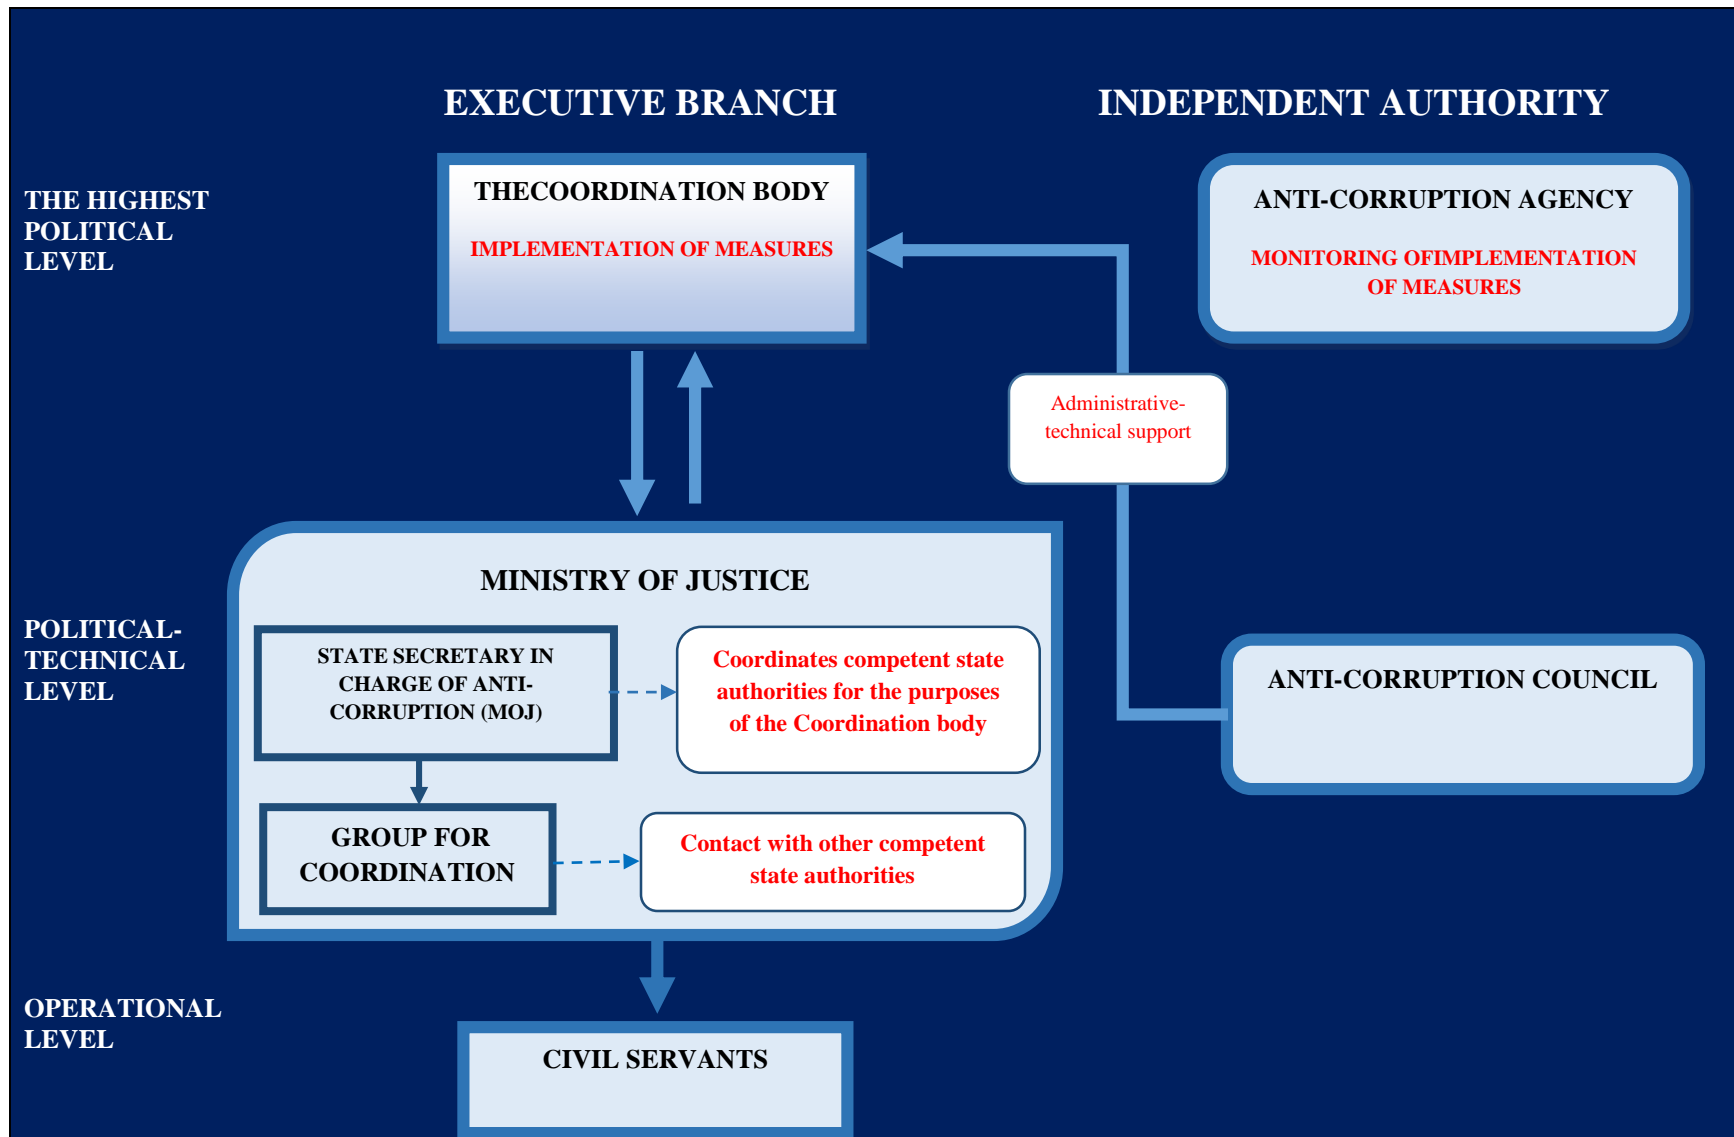 EXECUTIVE BRANCH
INDEPENDENT AUTHORITY
THE HIGHEST
POLITICAL
LEVEL
THECOORDINATION BODY
IMPLEMENTATION OF MEASURES
ANTI-CORRUPTION AGENCY
MONITORING OFIMPLEMENTATION
OF MEASURES
Administrative-
technical support
POLITICAL-
TECHNICAL
LEVEL
MINISTRY OF JUSTICE
STATE SECRETARY IN
CHARGE OF ANTI-
CORRUPTION (MOJ)
Coordinates competent state
authorities for the purposes
of the Coordination body
GROUP FOR
COORDINATION
Contact with other competent
state authorities
ANTI-CORRUPTION COUNCIL
OPERATIONAL
LEVEL
CIVIL SERVANTS